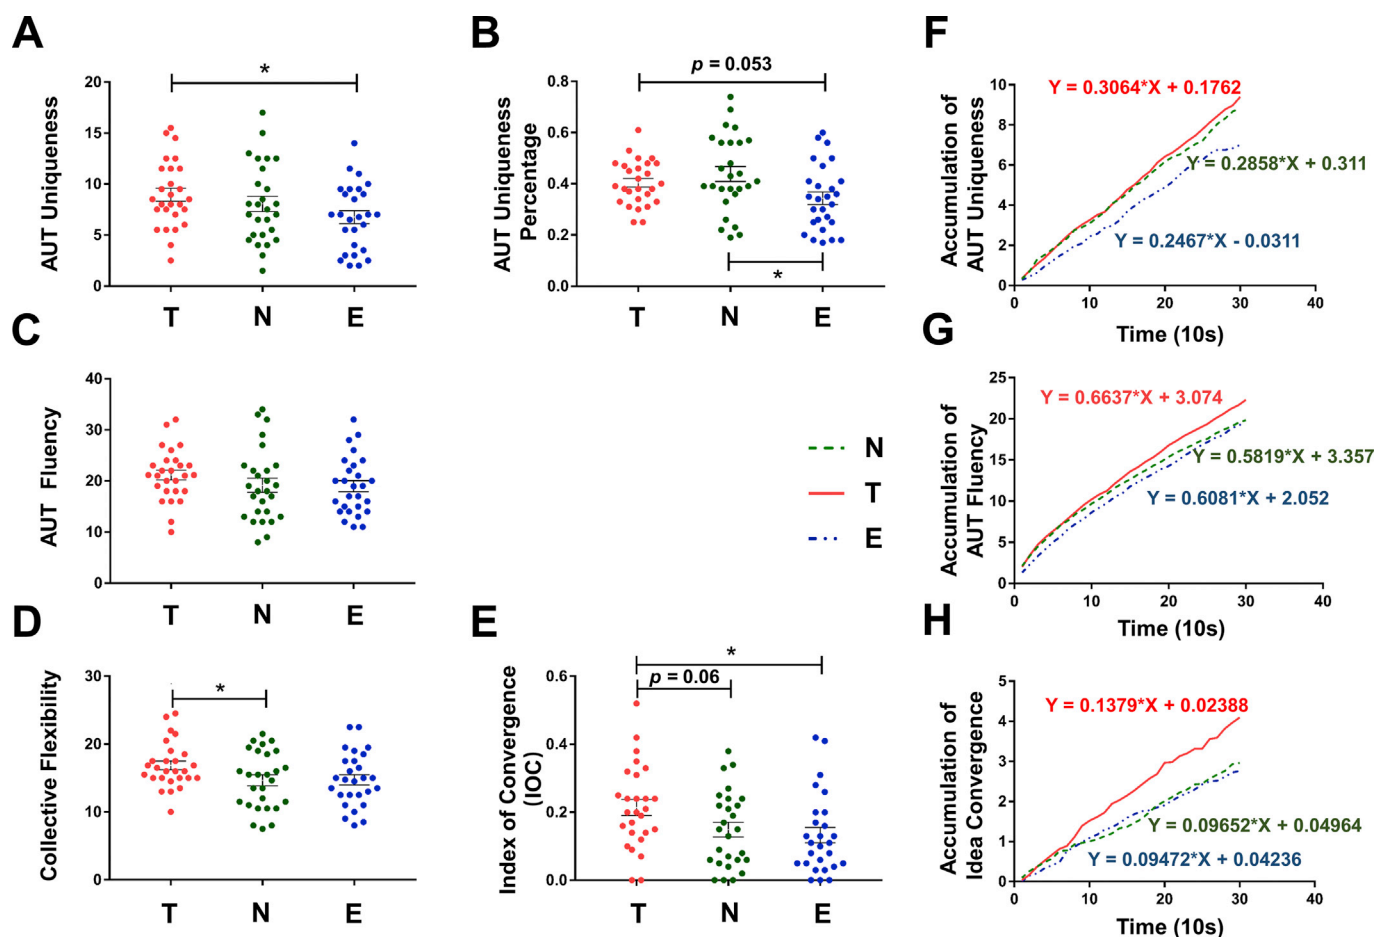 A
AUT Uniqueness
20
15
10
5
0
*
T
N
E
B
AUT Uniqueness
Percentage
0.8
0.6
0.4
0.2
0.0
p = 0.053
*
T
N
E
F
Accumulation of
AUT Uniqueness
10
8
6
4
2
0
Y = 0.3064*X + 0.1762
Y = 0.2858*X + 0.311
Y = 0.2467*X - 0.0311
0
10
20
30
40
Time (10s)
C
AUT Fluency
40
30
20
10
0
T
N
E
N
T
E
G
Accumulation of
AUT Fluency
25
20
15
10
5
0
Y = 0.6637*X + 3.074
Y = 0.5819*X + 3.357
Y = 0.6081*X + 2.052
0
10
20
30
40
Time (10s)
D
Collective Flexibility
30
20
10
0
*
T
N
E
E
Index of Convergence
(IOC)
0.6
0.4
0.2
0.0
*
p = 0.06
T
N
E
H
Accumulation of
Idea Convergence
5
4
3
2
1
0
Y = 0.1379*X + 0.02388
Y = 0.09652*X + 0.04964
Y = 0.09472*X + 0.04236
0
10
20
30
40
Time (10s)